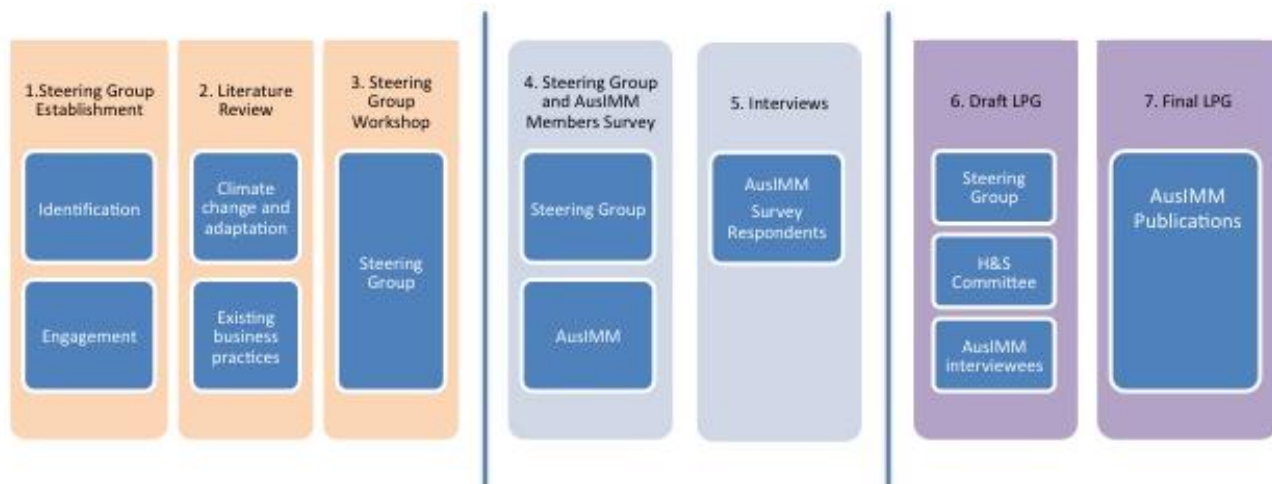 1.Steering Group
Establishment
Identification
Engagement
2. Literature
Review
Climate
change and
adaptation
Existing
business
practices
3. Steering
Group
Workshop
Steering
Group
4. Steering Group
and AusIMM
Members Survey
Steering Group
AusIMM
5. Interviews
AusIMM
Survey
Respondents
6. Draft LPG
Steering
Group
H&S
Committee
AusIMM
interviewees
7. Final LPG
AusIMM
Publications